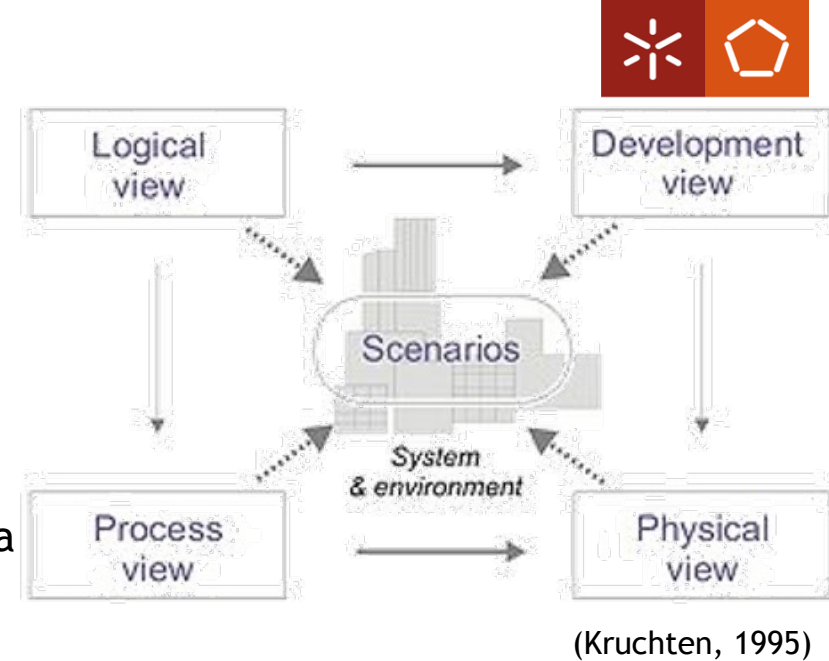 Logical
view
Development
view
Scenarios
System
& environment
a
Process
view
Physical
view
(Kruchten, 1995)